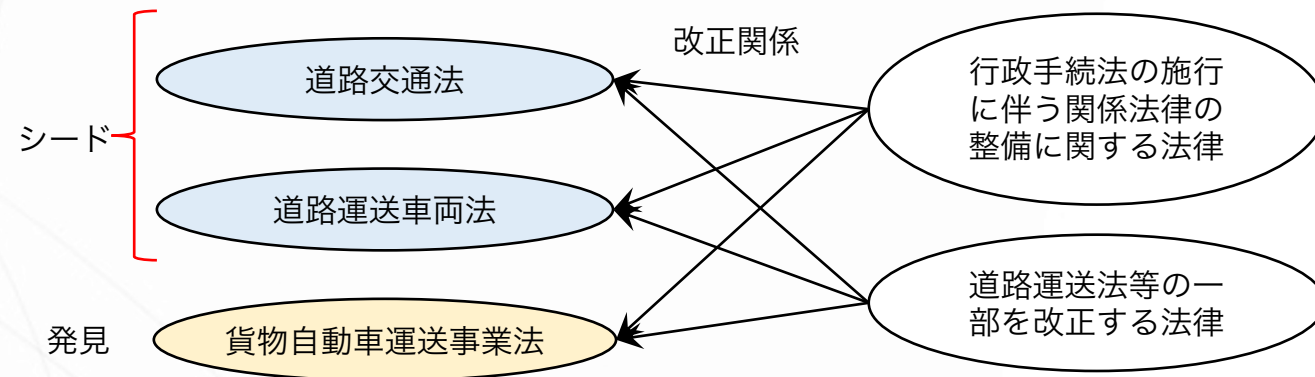 改正関係
シード
道路交通法
道路運送車両法
発見
貨物自動車運送事業法
行政手続法の施行
に伴う関係法律の
整備に関する法律
道路運送法等の一
部を改正する法律